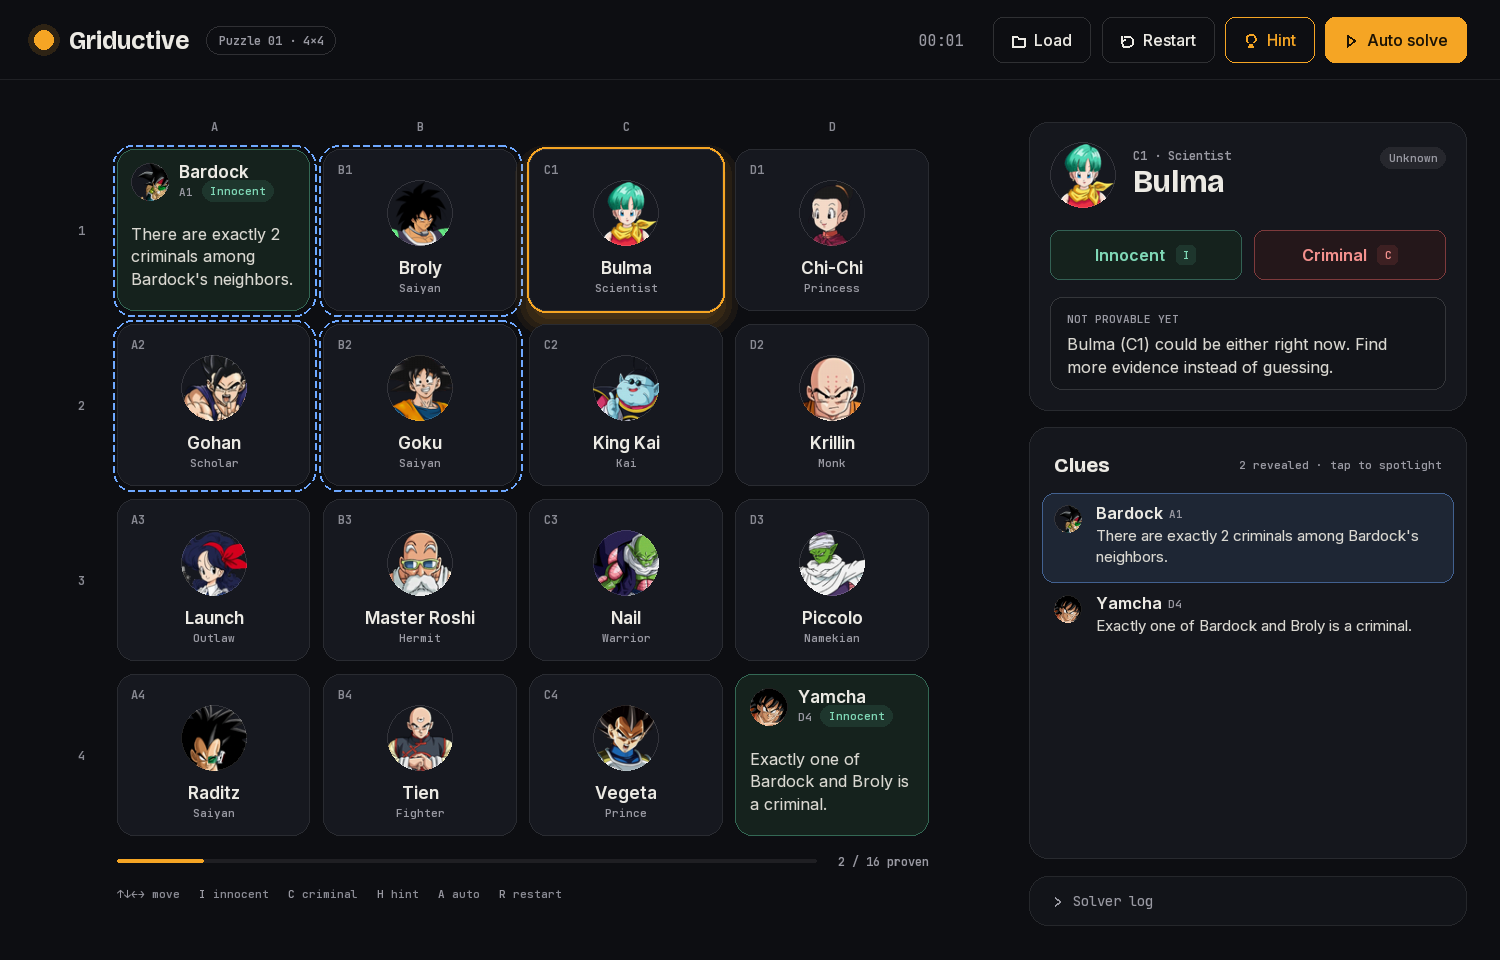 Griductive
Puzzle 01 · 4×4
00:01
Load
Restart
Hint
Auto solve
A
B
C
D
1
Bardock
A1
Innocent
There are exactly 2
criminals among
Bardock's neighbors.
B1
Broly
Saiyan
C1
Bulma
Scientist
D1
Chi-Chi
Princess
2
A2
Gohan
Scholar
B2
Goku
Saiyan
C2
King Kai
Kai
D2
Krillin
Monk
3
A3
Launch
Outlaw
B3
Master Roshi
Hermit
C3
Nail
Warrior
D3
Piccolo
Namekian
4
A4
Raditz
Saiyan
B4
Tien
Fighter
C4
Vegeta
Prince
Yamcha
D4
Innocent
Exactly one of
Bardock and Broly is
a criminal.
2 / 16 proven
↑↓←→ move I innocent C criminal H hint A auto R restart
C1 · Scientist
Bulma
Unknown
Innocent I
Criminal C
NOT PROVABLE YET
Bulma (C1) could be either right now. Find
more evidence instead of guessing.
Clues
2 revealed · tap to spotlight
Bardock A1
There are exactly 2 criminals among Bardock's
neighbors.
Yamcha D4
Exactly one of Bardock and Broly is a criminal.
Solver log